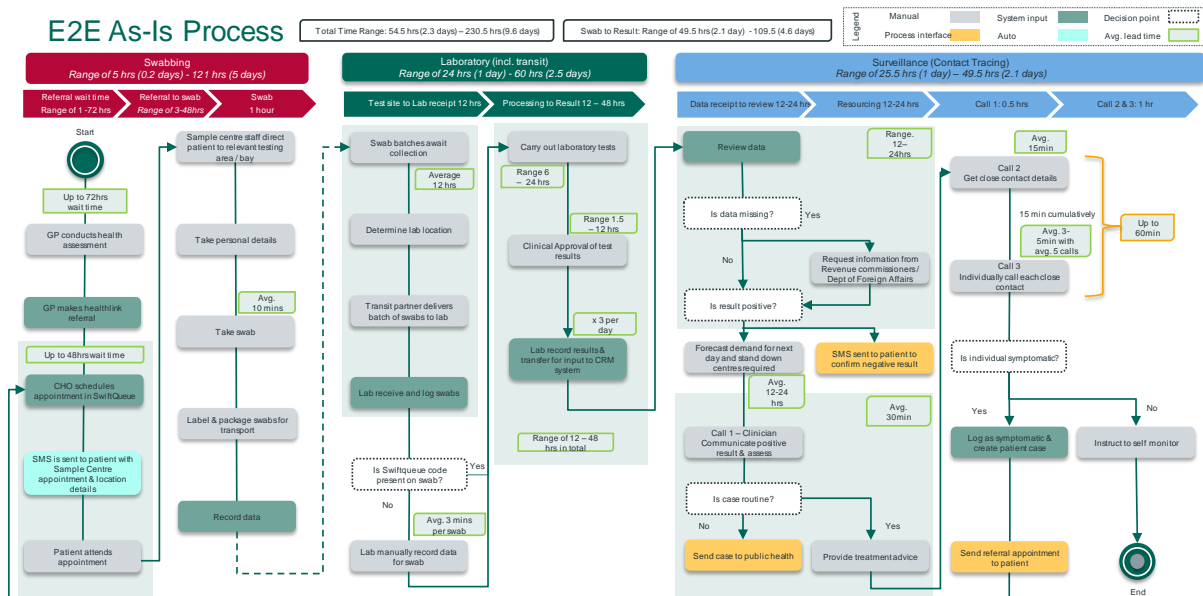 E2E As-Is Process
Total Time Range: 54.5 hrs (2.3 days) – 230.5 hrs (9.6 days)
Swab to Result: Range of 49.5 hrs (2.1 day) - 109.5 (4.6 days)
Legend
Manual
System input
Decision point
Process interface
Auto
Avg. lead time
Swabbing
Range of 5 hrs (0.2 days) - 121 hrs (5 days)
Laboratory (incl. transit)
Range of 24 hrs (1 day) - 60 hrs (2.5 days)
Surveillance (Contact Tracing)
Range of 25.5 hrs (1 day) – 49.5 hrs (2.1 days)
Referral wait time
Range of 1 -72hrs
Referral to swab
Range of 3-48hrs
Swab
1 hour
Test site to Lab receipt 12 hrs
Processing to Result 12 – 48 hrs
Data receipt to review 12-24 hrs
Resourcing 12-24 hrs
Call 1: 0.5 hrs
Call 2 & 3: 1 hr
Start
Up to 72hrs
wait time
GP conducts health
assessment
GP makes healthlink
referral
Up to 48hrs wait time
CHO schedules
appointment in SwiftQueue
SMS is sent to patient with
Sample Centre
appointment & location
details
Patient attends
appointment
Sample centre staff direct
patient to relevant testing
area / bay
Take personal details
Avg.
10 mins
Take swab
Label & package swabs for
transport
Record data
Swab batches await
collection
Average
12 hrs
Determine lab location
Transit partner delivers
batch of swabs to lab
Lab receive and log swabs
Is Swiftqueue code
present on swab?
Yes
No
Avg. 3 mins
per swab
Lab manually record data
for swab
Carry out laboratory tests
Range 6
– 24 hrs
Range 1.5
– 12 hrs
Clinical Approval of test
results
x 3 per
day
Lab record results &
transfer for input to CRM
system
Range of 12 – 48
hrs in total
Review data
Range.
12–
24hrs
Is data missing?
Yes
No
Request information from
Revenue commissioners /
Dept of Foreign Affairs
Is result positive?
Forecast demand for next
day and stand down
centres required
SMS sent to patient to
confirm negative result
Avg.
12-24
hrs
Avg.
30min
Call 1 – Clinician
Communicate positive
result & assess
Is case routine?
No
Yes
Send case to public health
Provide treatment advice
Avg.
15min
Call 2
Get close contact details
15 min cumulatively
Avg. 3-
5min with
avg. 5 calls
Up to
60min
Call 3
Individually call each close
contact
Is individual symptomatic?
Yes
No
Log as symptomatic &
create patient case
Instruct to self monitor
Send referral appointment
to patient
End